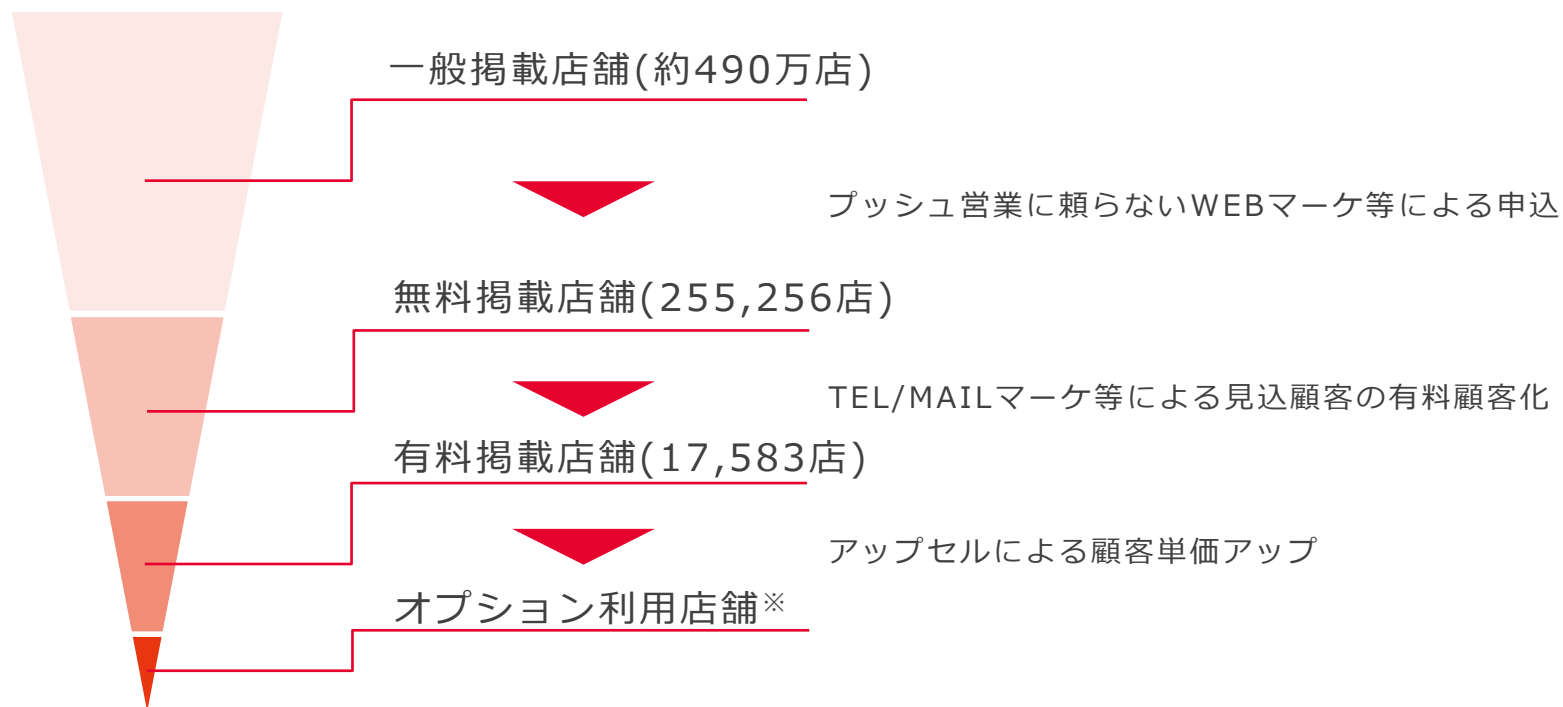 一般掲載店舗(約490万店)
プッシュ営業に頼らないWEBマーケ等による申込
無料掲載店舗(255,256店)
TEL/MAILマーケ等による見込顧客の有料顧客化
有料掲載店舗(17,583店)
アップセルによる顧客単価アップ
オプション利用店舗※